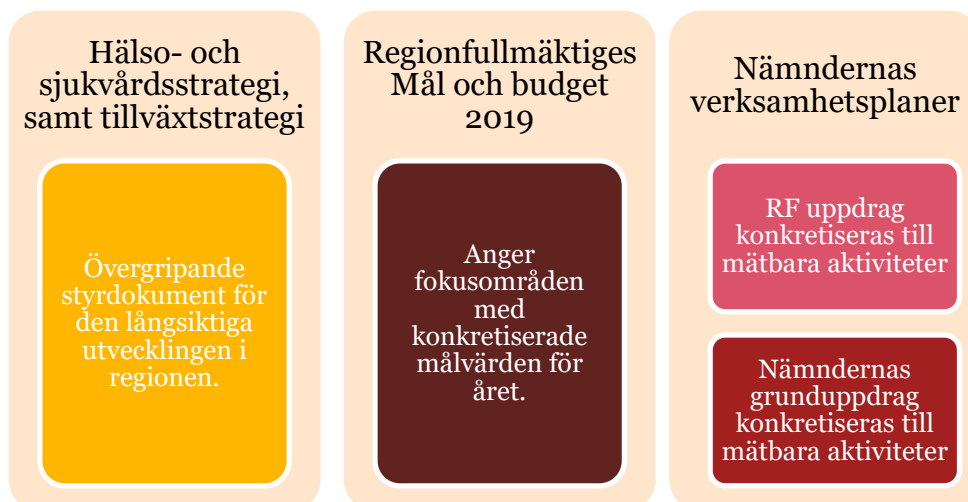 Hälso- och
sjukvårdsstrategi,
samt tillväxtstrategi
Övergripande
styrdokument för
den långsiktiga
utvecklingen i
regionen.
Regionfullmäktiges
Mål och budget
2019
Anger
fokusområden
med
konkretiserade
målvärden för
året.
Nämndernas
verksamhetsplaner
RF uppdrag
konkretiseras till
mätbara aktiviteter
Nämndernas
grunduppdrag
konkretiseras till
mätbara aktiviteter